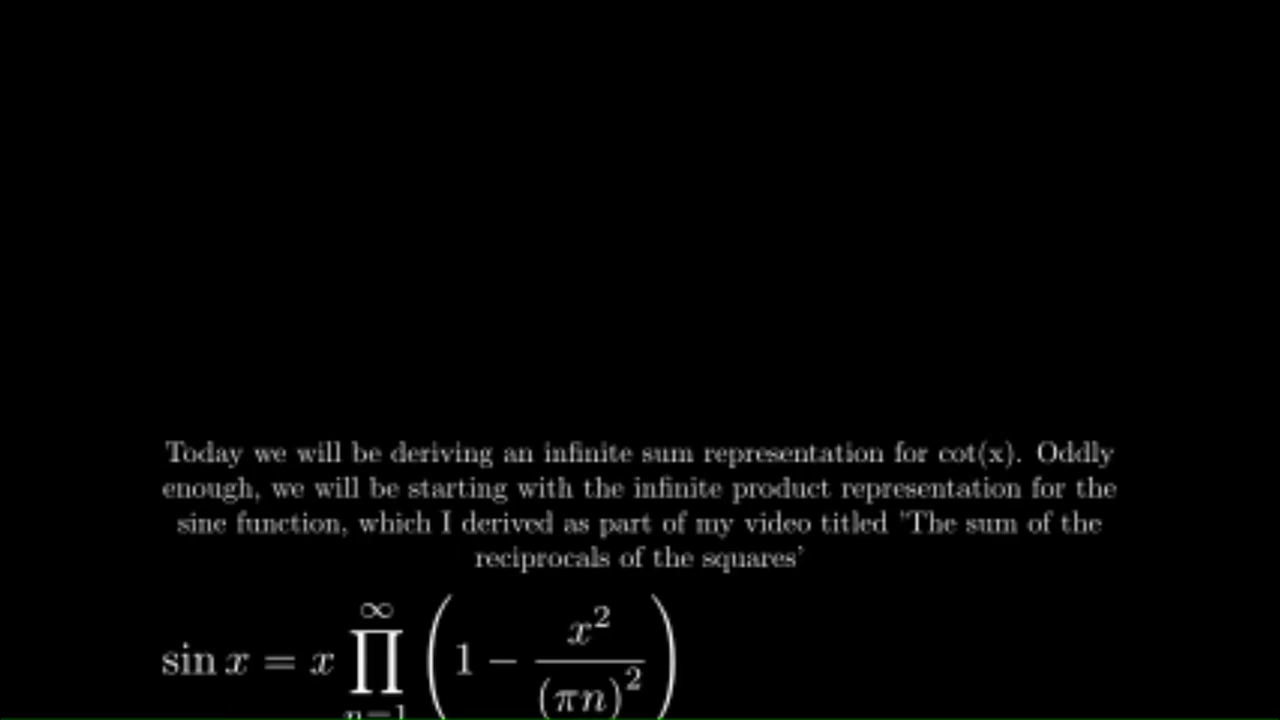 Today we will be deriving an infinite sum representation for cot(x). Oddly
enough, we will be starting with the infinite product representation for the
sine function, which I derived as part of my video titled 'The sum of the
reciprocals of the squares'
sin x = x ∏_{n=1}^{∞} (1 − x² / (πn)²)